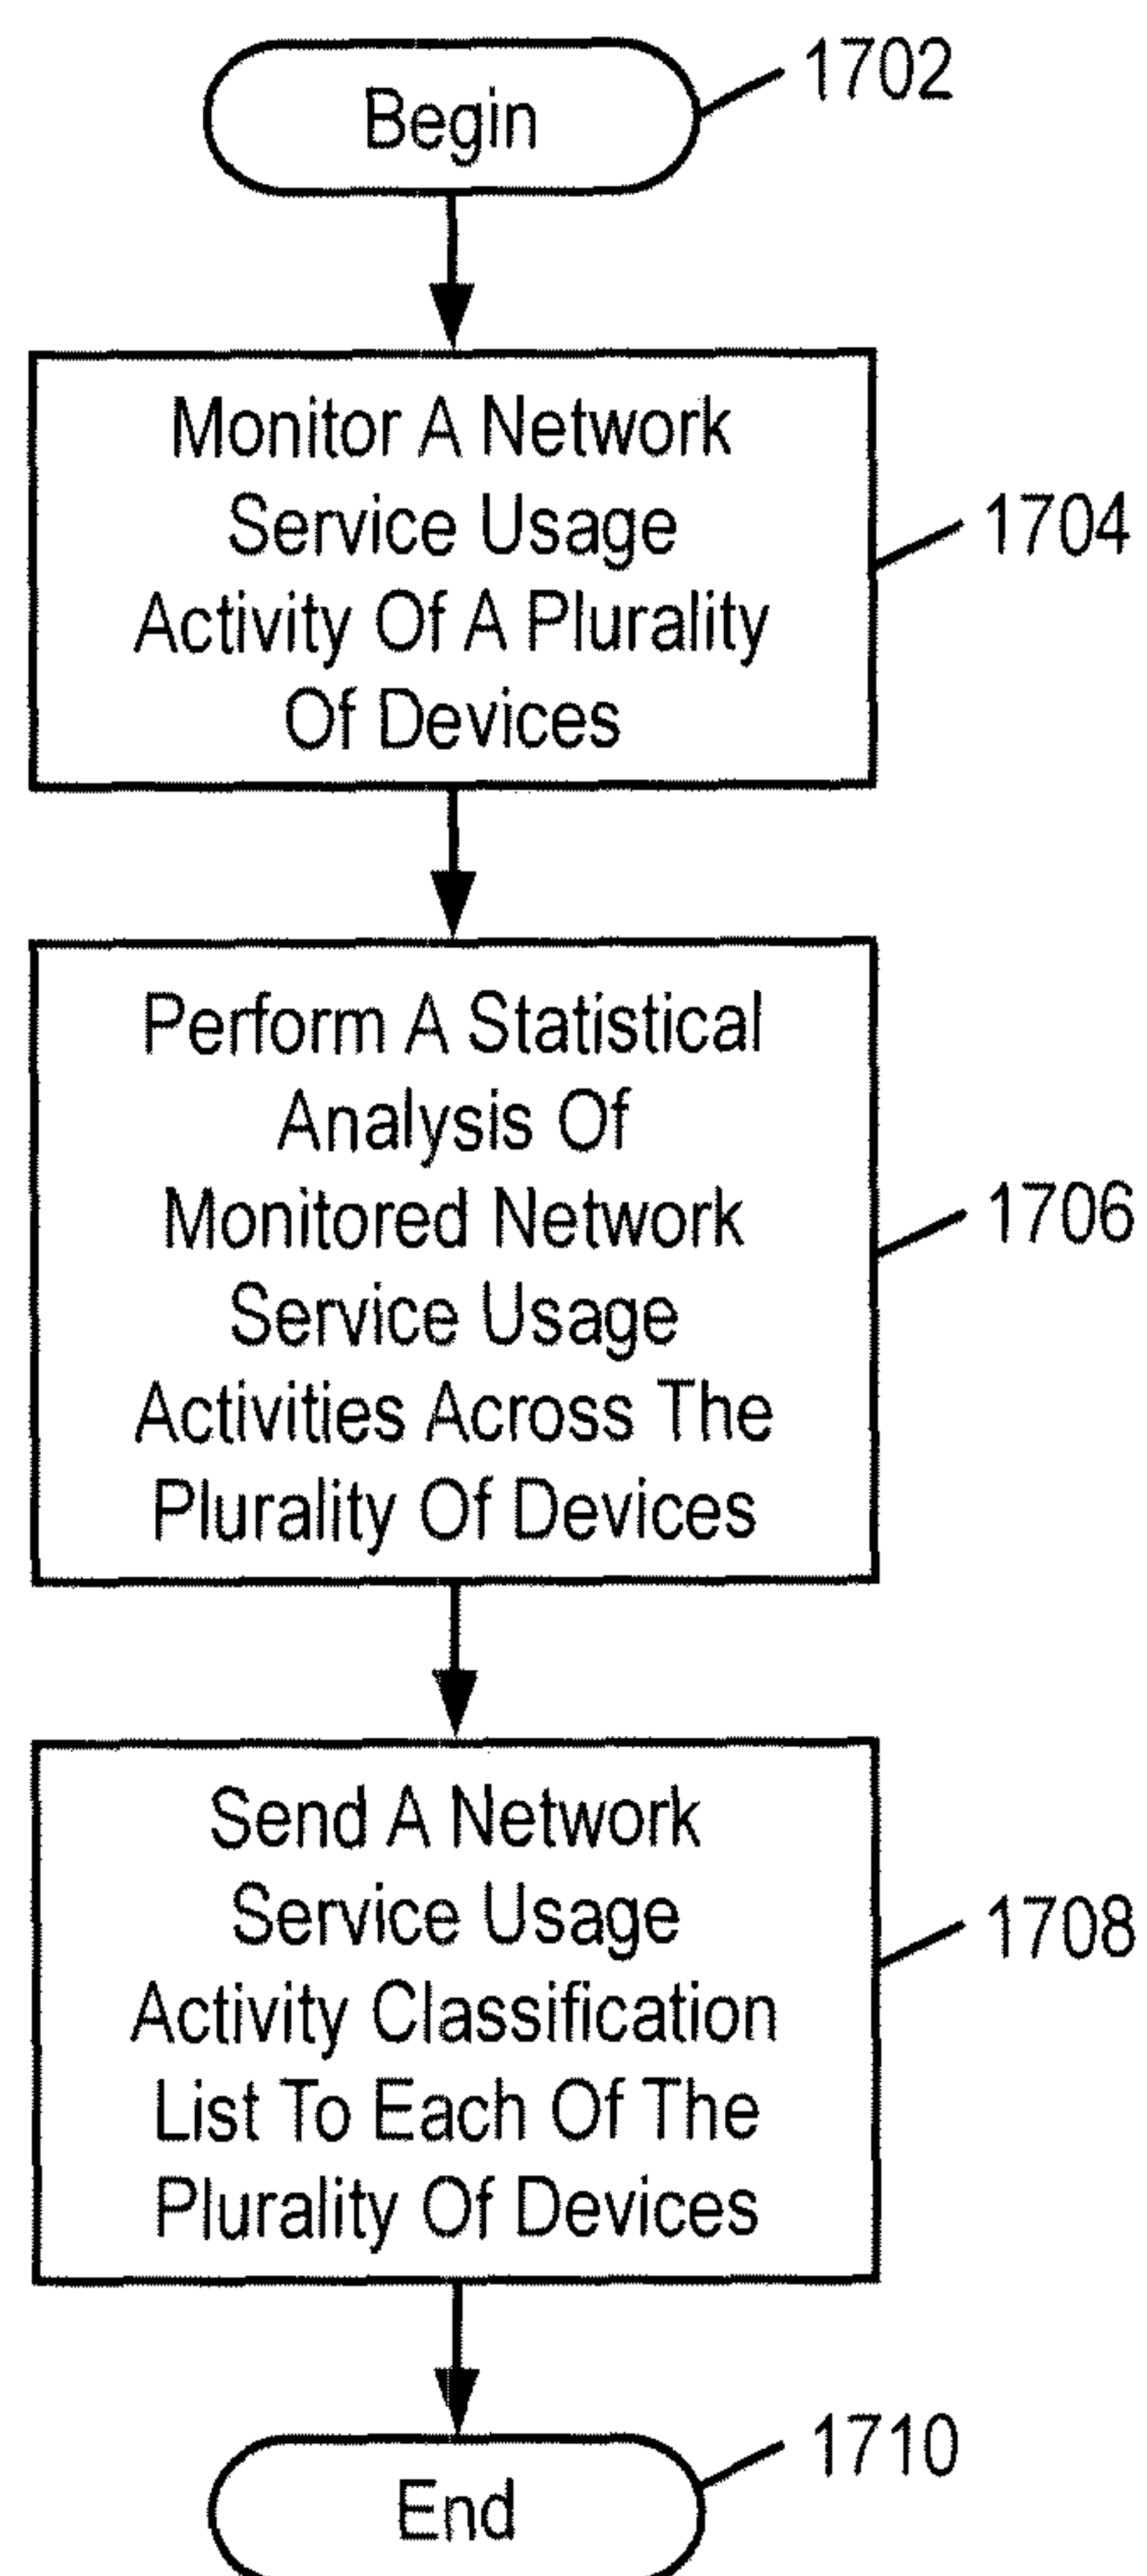 Begin
1702
Monitor A Network
Service Usage
Activity Of A Plurality
Of Devices
1704
Perform A Statistical
Analysis Of
Monitored Network
Service Usage
Activities Across The
Plurality Of Devices
1706
Send A Network
Service Usage
Activity Classification
List To Each Of The
Plurality Of Devices
1708
End
1710